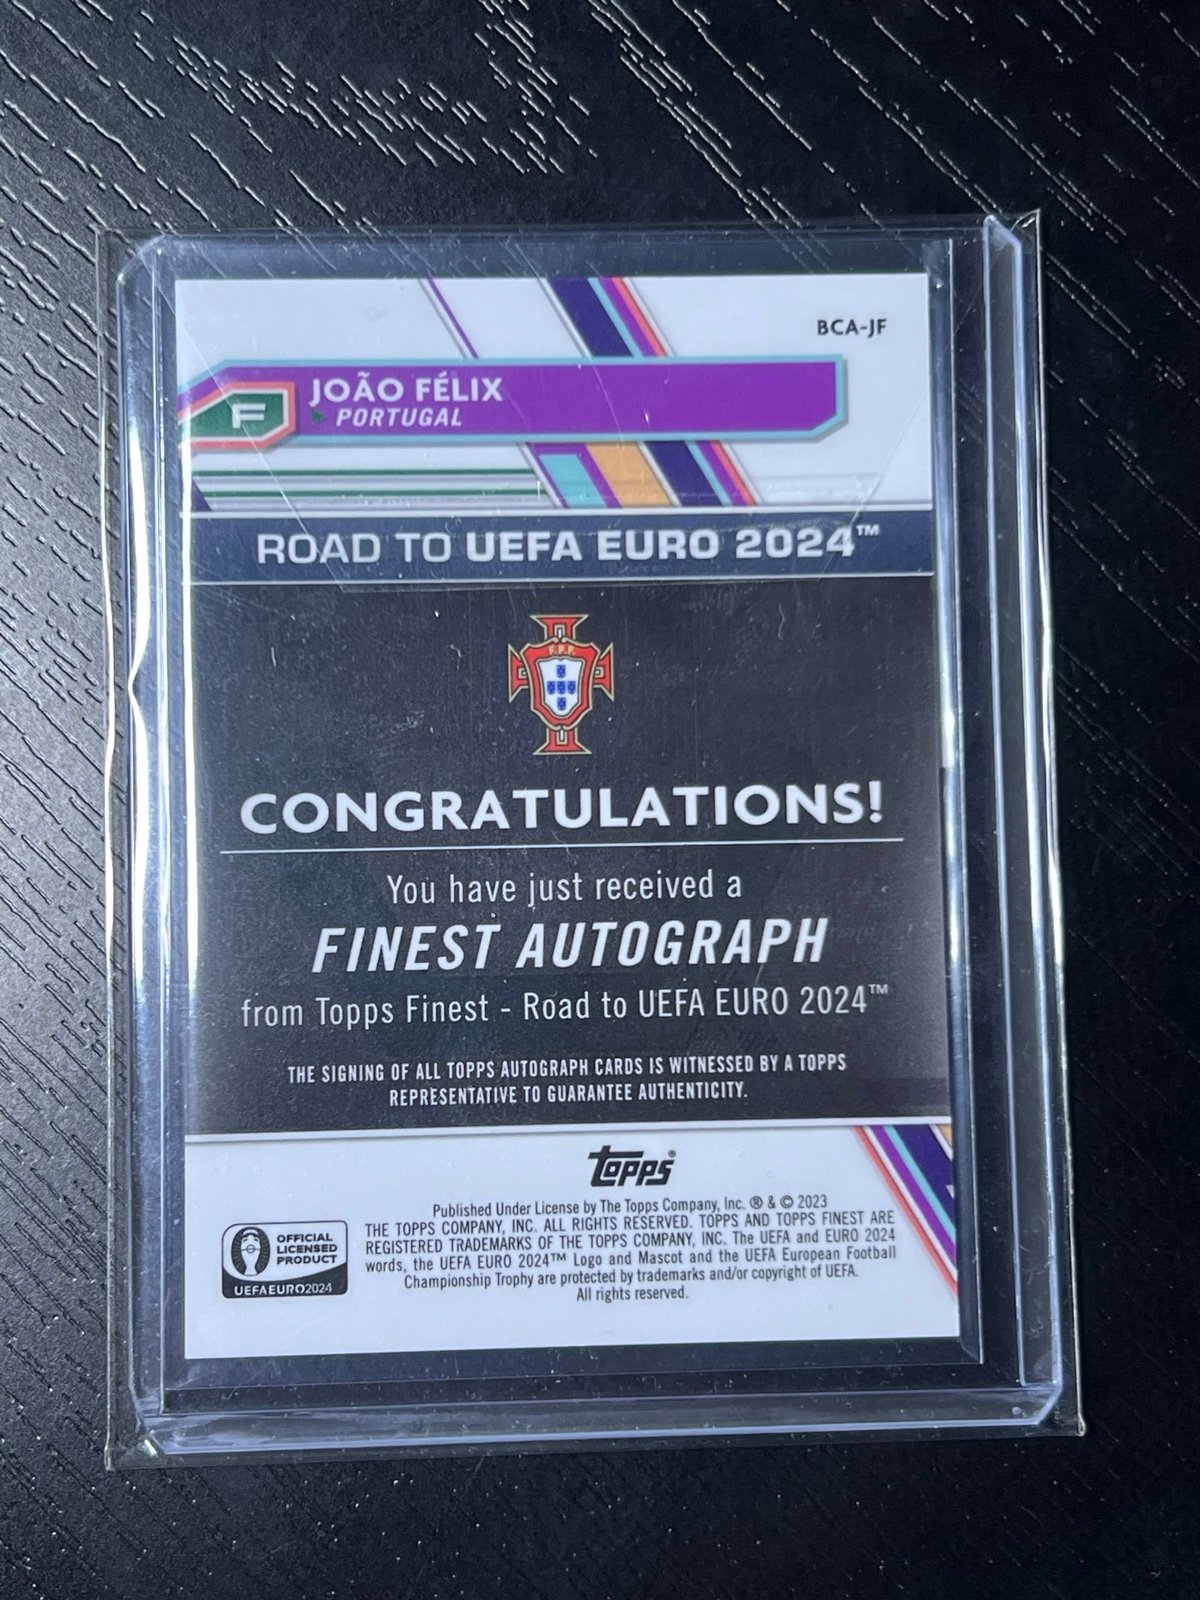 BCA-JF
F
JOÃO FÉLIX
PORTUGAL
ROAD TO UEFA EURO 2024™
F.P.F.
CONGRATULATIONS!
You have just received a
FINEST AUTOGRAPH
from Topps Finest - Road to UEFA EURO 2024™
THE SIGNING OF ALL TOPPS AUTOGRAPH CARDS IS WITNESSED BY A TOPPS
REPRESENTATIVE TO GUARANTEE AUTHENTICITY.
topps®
Published Under License by The Topps Company, Inc. ® & © 2023
THE TOPPS COMPANY, INC. ALL RIGHTS RESERVED. TOPPS AND TOPPS FINEST ARE
REGISTERED TRADEMARKS OF THE TOPPS COMPANY, INC. The UEFA and EURO 2024
words, the UEFA EURO 2024™ Logo and Mascot and the UEFA European Football
Championship Trophy are protected by trademarks and/or copyright of UEFA.
All rights reserved.
OFFICIAL
LICENSED
PRODUCT
UEFAEURO2024